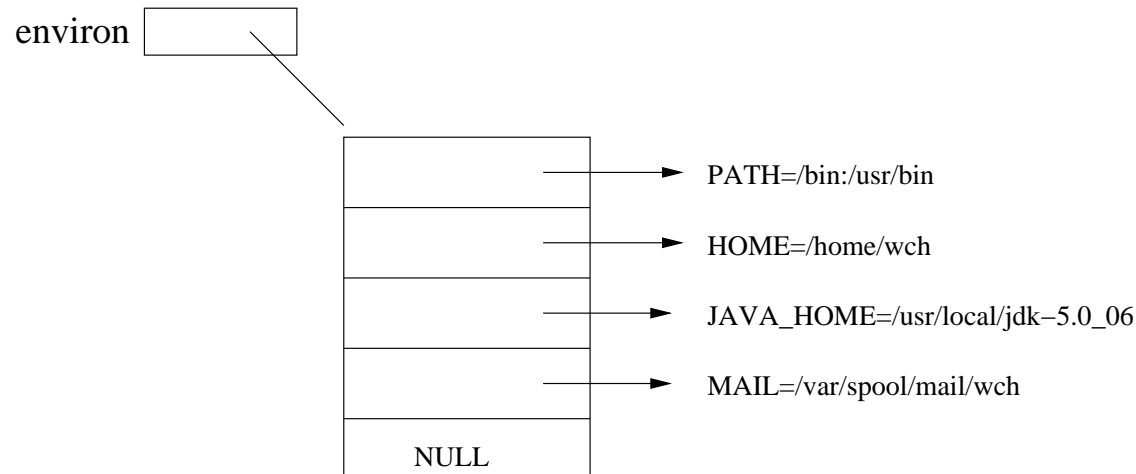 environ
PATH=/bin:/usr/bin
HOME=/home/wch
JAVA_HOME=/usr/local/jdk−5.0_06
MAIL=/var/spool/mail/wch
NULL